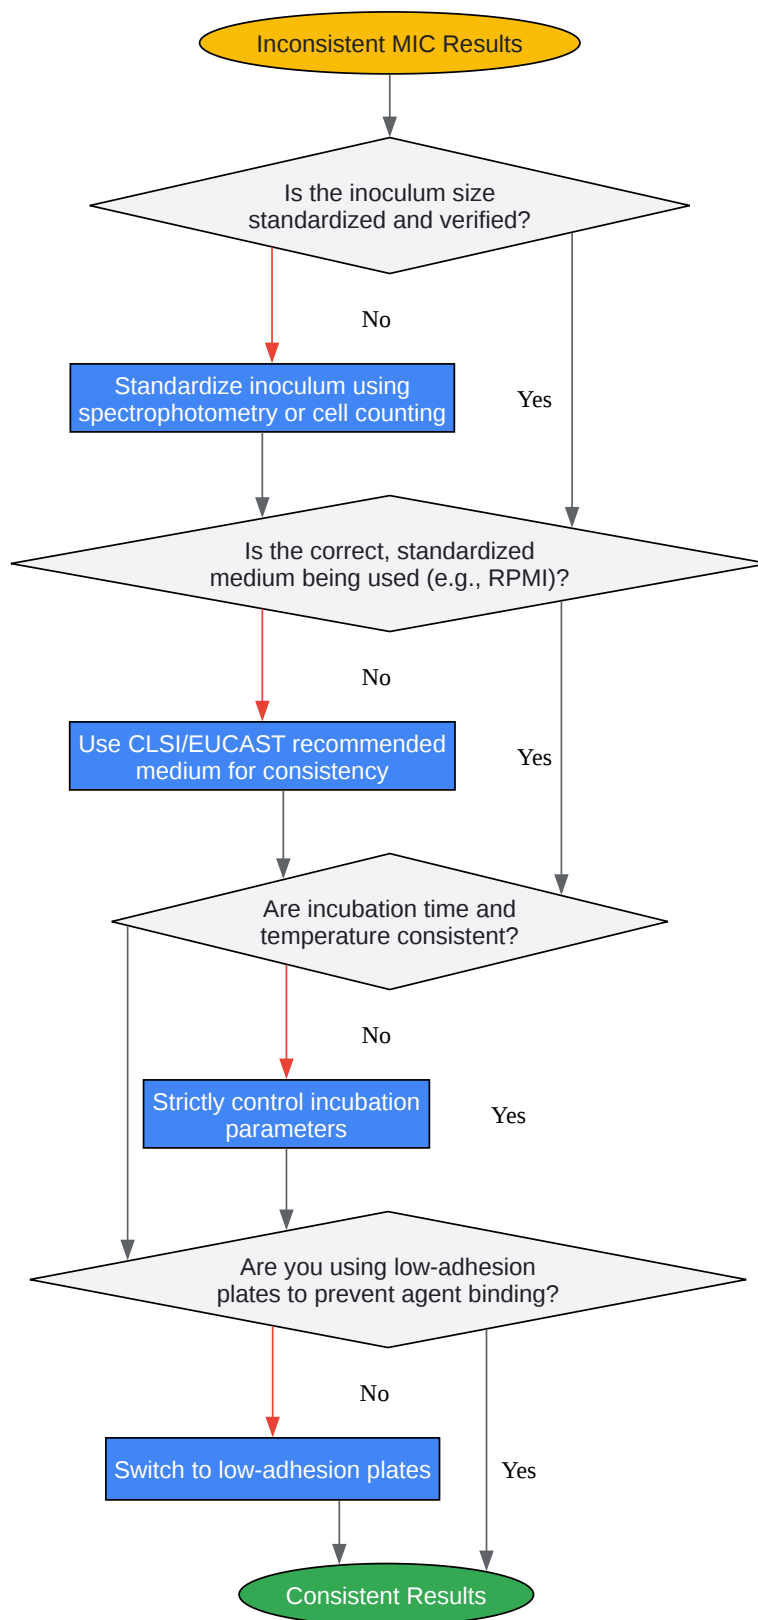 Inconsistent MIC Results
Is the inoculum size
standardized and verified?
No
Standardize inoculum using
spectrophotometry or cell counting
Yes
Is the correct, standardized
medium being used (e.g., RPMI)?
No
Use CLSI/EUCAST recommended
medium for consistency
Yes
Are incubation time and
temperature consistent?
No
Strictly control incubation
parameters
Yes
Are you using low-adhesion
plates to prevent agent binding?
No
Switch to low-adhesion plates
Yes
Consistent Results